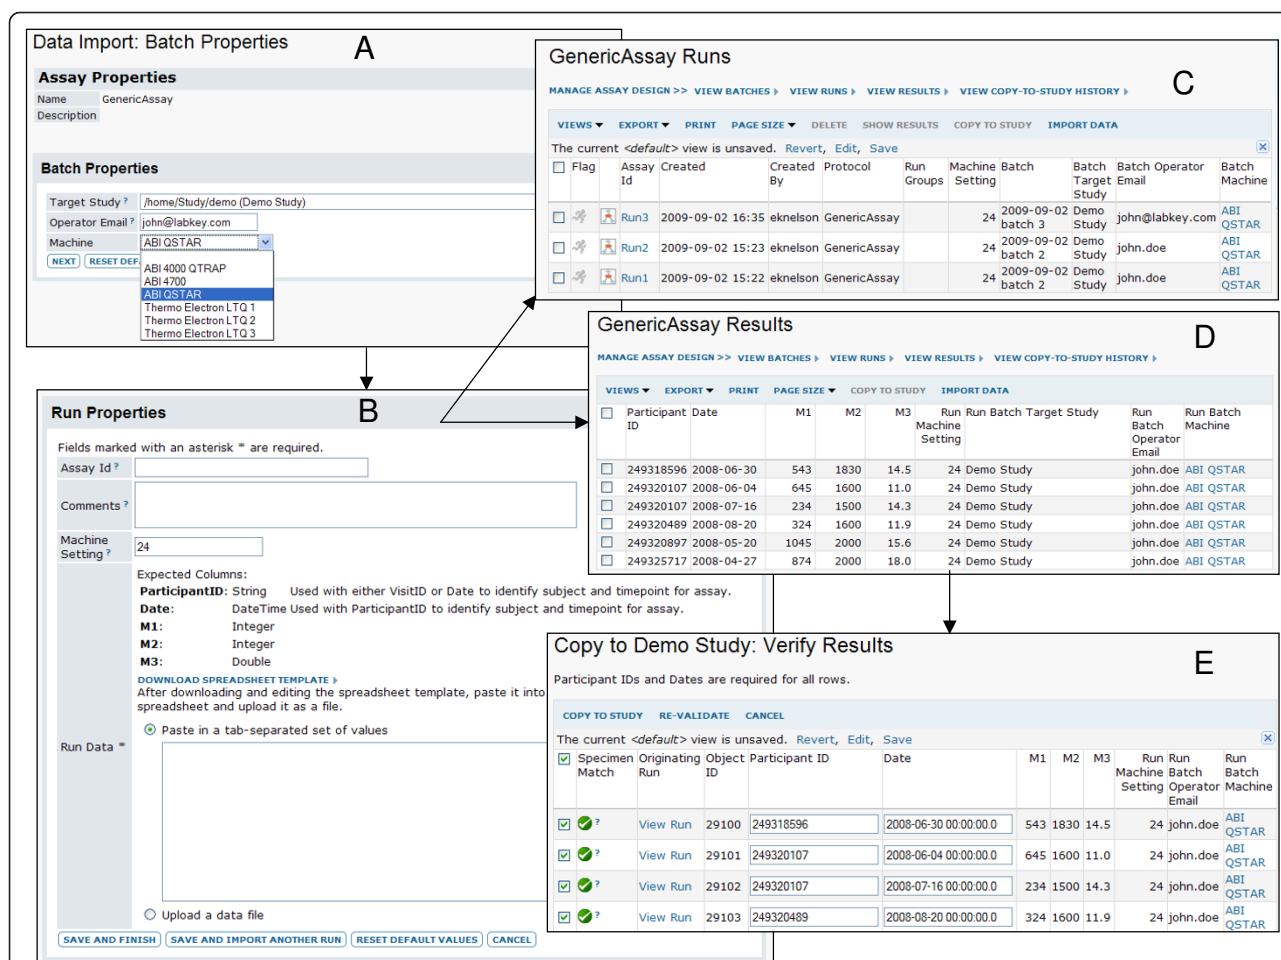 Data Import: Batch Properties
A
Assay Properties
Name GenericAssay
Description
Batch Properties
Target Study ? /home/Study/demo (Demo Study)
Operator Email ? john@labkey.com
Machine ABI QSTAR
NEXT RESET DEF
ABI 4000 QTRAP
ABI 4700
ABI QSTAR
Thermo Electron LTQ 1
Thermo Electron LTQ 2
Thermo Electron LTQ 3
B
Run Properties
Fields marked with an asterisk * are required.
Assay Id ?
Comments ?
Machine
Setting ? 24
Run Data *
Expected Columns:
ParticipantID: String Used with either VisitID or Date to identify subject and timepoint for assay.
Date: DateTime Used with ParticipantID to identify subject and timepoint for assay.
M1: Integer
M2: Integer
M3: Double
DOWNLOAD SPREADSHEET TEMPLATE
After downloading and editing the spreadsheet template, paste it into
spreadsheet and upload it as a file.
Paste in a tab-separated set of values
Upload a data file
SAVE AND FINISH SAVE AND IMPORT ANOTHER RUN RESET DEFAULT VALUES CANCEL
GenericAssay Runs
C
MANAGE ASSAY DESIGN >> VIEW BATCHES VIEW RUNS VIEW RESULTS VIEW COPY-TO-STUDY HISTORY
VIEWS EXPORT PRINT PAGE SIZE DELETE SHOW RESULTS COPY TO STUDY IMPORT DATA
The current <default> view is unsaved. Revert, Edit, Save
Flag Assay Created Created Protocol Run Machine Batch Batch Batch Operator Batch
Id By Groups Setting Target Email Machine
Study
Run3 2009-09-02 16:35 eknelson GenericAssay 24 2009-09-02 Demo john@labkey.com ABI
batch 3 Study QSTAR
Run2 2009-09-02 15:23 eknelson GenericAssay 24 2009-09-02 Demo john.doe ABI
batch 2 Study QSTAR
Run1 2009-09-02 15:22 eknelson GenericAssay 24 2009-09-02 Demo john.doe ABI
batch 2 Study QSTAR
GenericAssay Results
D
MANAGE ASSAY DESIGN >> VIEW BATCHES VIEW RUNS VIEW RESULTS VIEW COPY-TO-STUDY HISTORY
VIEWS EXPORT PRINT PAGE SIZE COPY TO STUDY IMPORT DATA
Participant Date M1 M2 M3 Run Run Batch Target Study Run Run Batch
ID Machine Batch Machine
Setting Operator
Email
249318596 2008-06-30 543 1830 14.5 24 Demo Study john.doe ABI QSTAR
249320107 2008-06-04 645 1600 11.0 24 Demo Study john.doe ABI QSTAR
249320107 2008-07-16 234 1500 14.3 24 Demo Study john.doe ABI QSTAR
249320489 2008-08-20 324 1600 11.9 24 Demo Study john.doe ABI QSTAR
249320897 2008-05-20 1045 2000 15.6 24 Demo Study john.doe ABI QSTAR
249325717 2008-04-27 874 2000 18.0 24 Demo Study john.doe ABI QSTAR
Copy to Demo Study: Verify Results
E
Participant IDs and Dates are required for all rows.
COPY TO STUDY RE-VALIDATE CANCEL
The current <default> view is unsaved. Revert, Edit, Save
Specimen Originating Object Participant ID Date M1 M2 M3 Run Run Run
Match Run ID Machine Batch Batch
Setting Operator Machine
Email
? View Run 29100 249318596 2008-06-30 00:00:00.0 543 1830 14.5 24 john.doe ABI
QSTAR
? View Run 29101 249320107 2008-06-04 00:00:00.0 645 1600 11.0 24 john.doe ABI
QSTAR
? View Run 29102 249320107 2008-07-16 00:00:00.0 234 1500 14.3 24 john.doe ABI
QSTAR
? View Run 29103 249320489 2008-08-20 00:00:00.0 324 1600 11.9 24 john.doe ABI
QSTAR